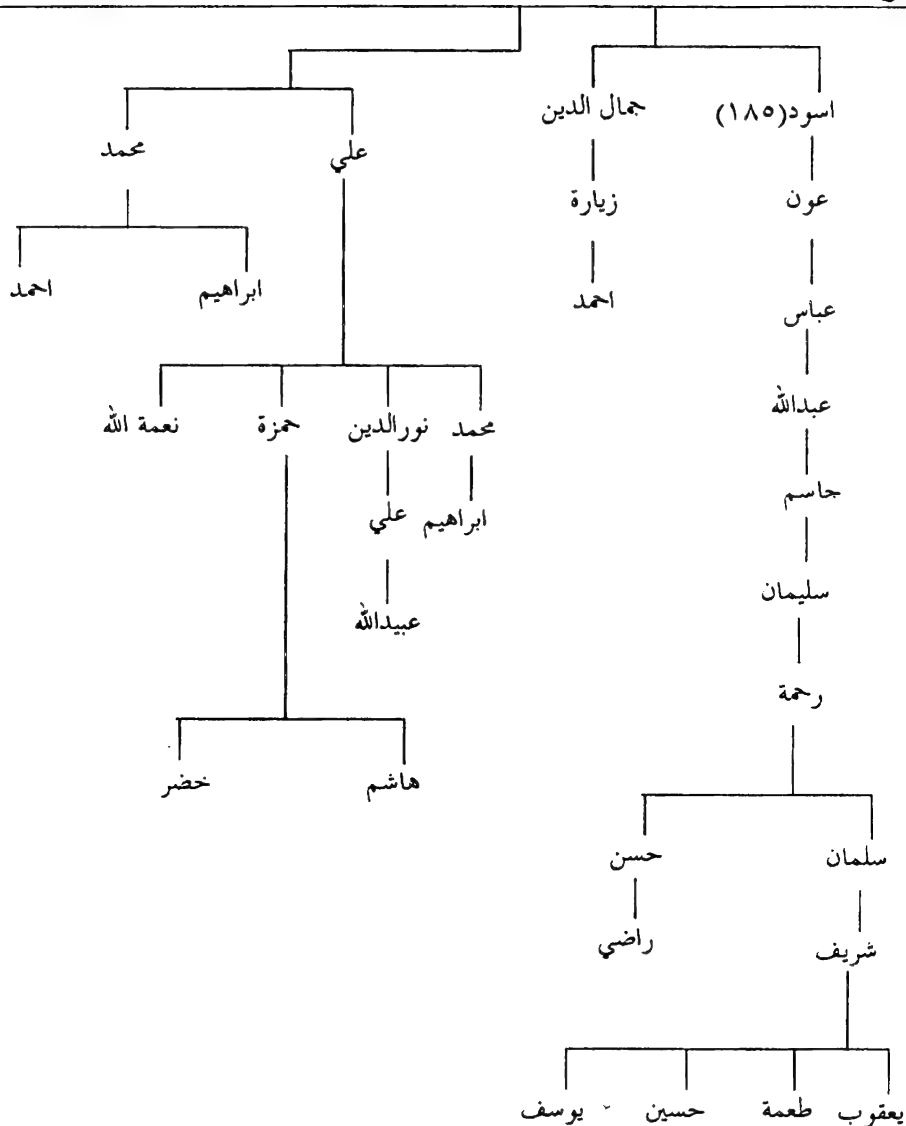 اسود(١٨٥) جمال الدين
علي محمد
عون زيارة
ابراهيم احمد
عباس احمد
عبدالله
محمد نورالدين حمزة نعمة الله
جاسم
ابراهيم علي
سليمان
عبيدالله
رحمة
هاشم خضر
سلمان حسن
شريف راضي
يعقوب طعمة حسين يوسف